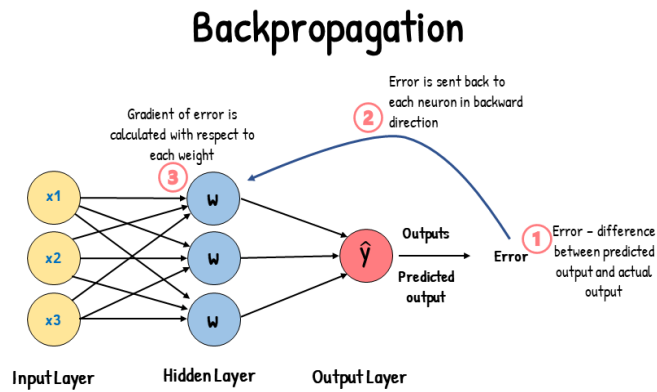 Backpropagation
Error is sent back to
each neuron in backward
direction
2
Gradient of error is
calculated with respect to
each weight
3
x1
x2
x3
w
w
w
ŷ
Outputs
Predicted
output
Error
1
Error – difference
between predicted
output and actual
output
Input Layer
Hidden Layer
Output Layer